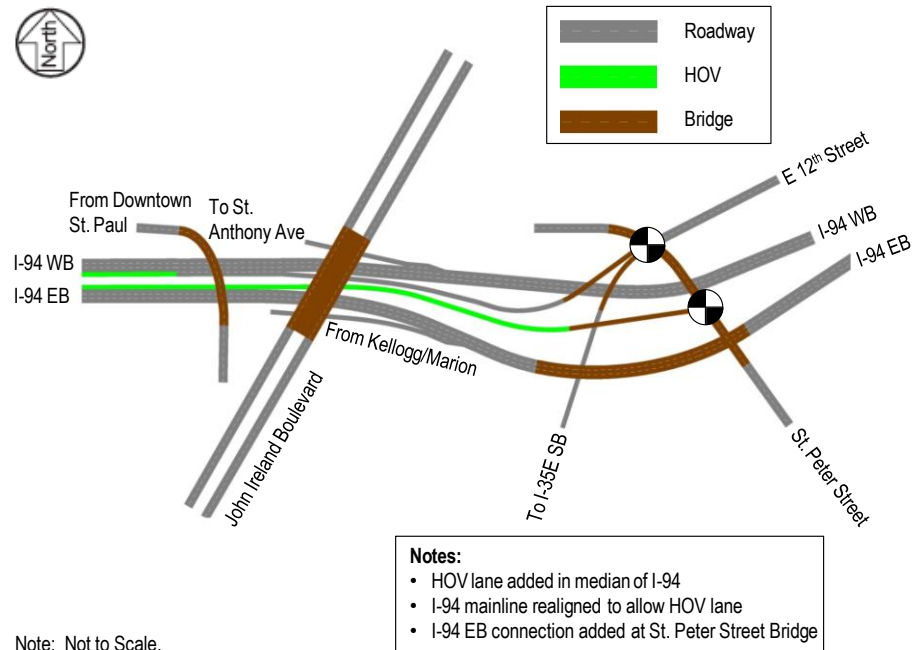 North
Roadway
HOV
Bridge
E 12th Street
From Downtown
St. Paul
To St.
Anthony Ave
I-94 WB
I-94 EB
I-94 WB
I-94 EB
From Kellogg/Marion
John Ireland Boulevard
To I-35E SB
St. Peter Street
Notes:
• HOV lane added in median of I-94
• I-94 mainline realigned to allow HOV lane
• I-94 EB connection added at St. Peter Street Bridge
Note: Not to Scale.